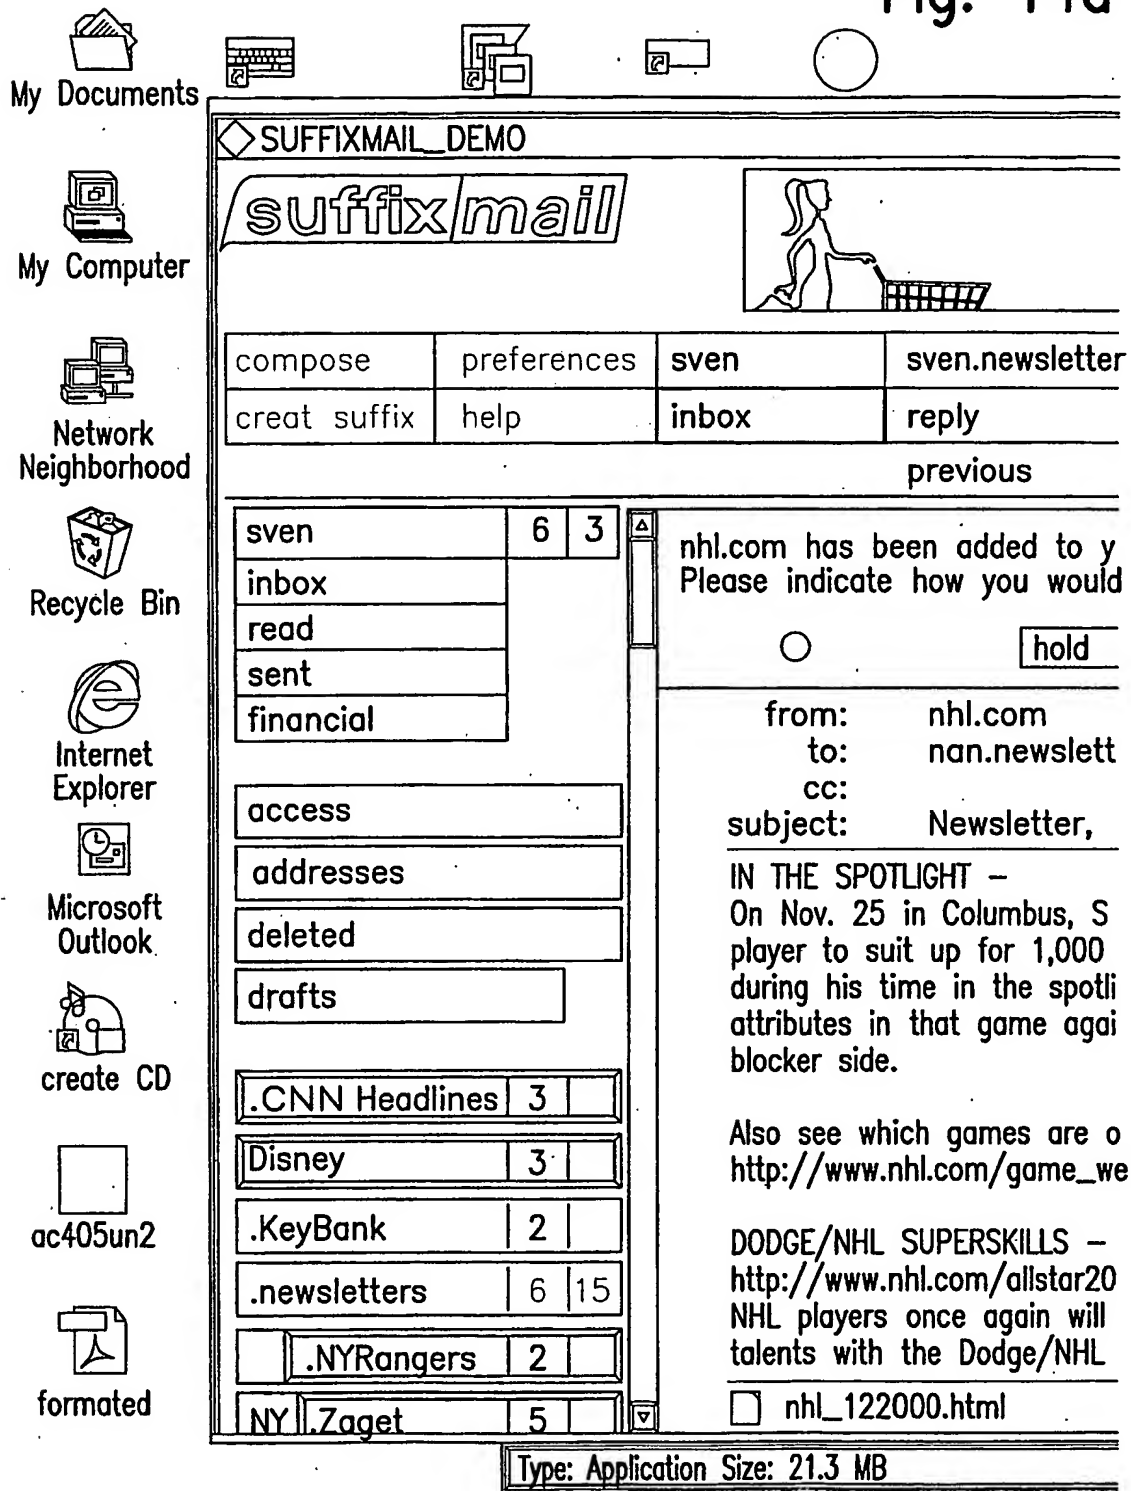 My Documents
My Computer
Network
Neighborhood
Recycle Bin
Internet
Explorer
Microsoft
Outlook
create CD
ac405un2
formated
SUFFIXMAIL_DEMO
suffix mail
compose preferences sven sven.newsletter
creat suffix help inbox reply
previous
sven 6 3
inbox
read
sent
financial
access
addresses
deleted
drafts
.CNN Headlines 3
Disney 3
.KeyBank 2
.newsletters 6 15
.NYRangers 2
NY .Zaget 5
nhl.com has been added to y
Please indicate how you would
hold
from: nhl.com
to: nan.newslett
cc:
subject: Newsletter,
IN THE SPOTLIGHT –
On Nov. 25 in Columbus, S
player to suit up for 1,000
during his time in the spotli
attributes in that game agai
blocker side.
Also see which games are o
http://www.nhl.com/game_we
DODGE/NHL SUPERSKILLS –
http://www.nhl.com/allstar20
NHL players once again will
talents with the Dodge/NHL
nhl_122000.html
Type: Application Size: 21.3 MB